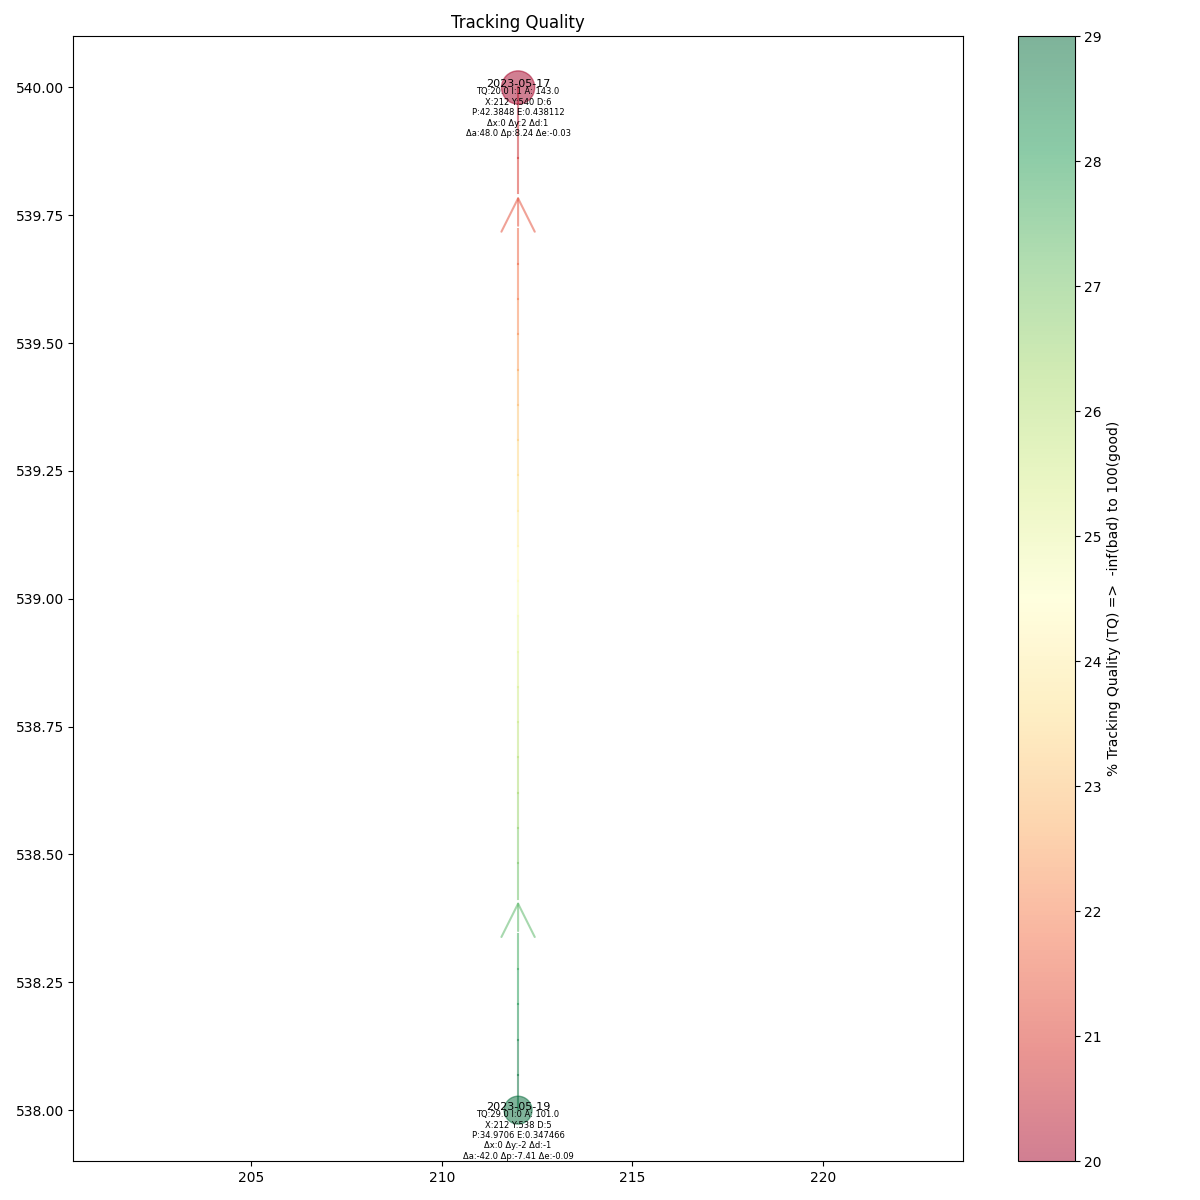 Tracking Quality
2023-05-17
TQ:20.0 I:1 A: 143.0
X:212 Y:540 D:6
P:42.3848 E:0.438112
Δx:0 Δy:2 Δd:1
Δa:48.0 Δp:8.24 Δe:-0.03
540.00
539.75
539.50
539.25
539.00
538.75
538.50
538.25
538.00
2023-05-19
TQ:29.0 I:0 A: 101.0
X:212 Y:538 D:5
P:34.9706 E:0.347466
Δx:0 Δy:-2 Δd:-1
Δa:-42.0 Δp:-7.41 Δe:-0.09
205
210
215
220
29
28
27
26
25
24
23
22
21
20
% Tracking Quality (TQ) => -inf(bad) to 100(good)